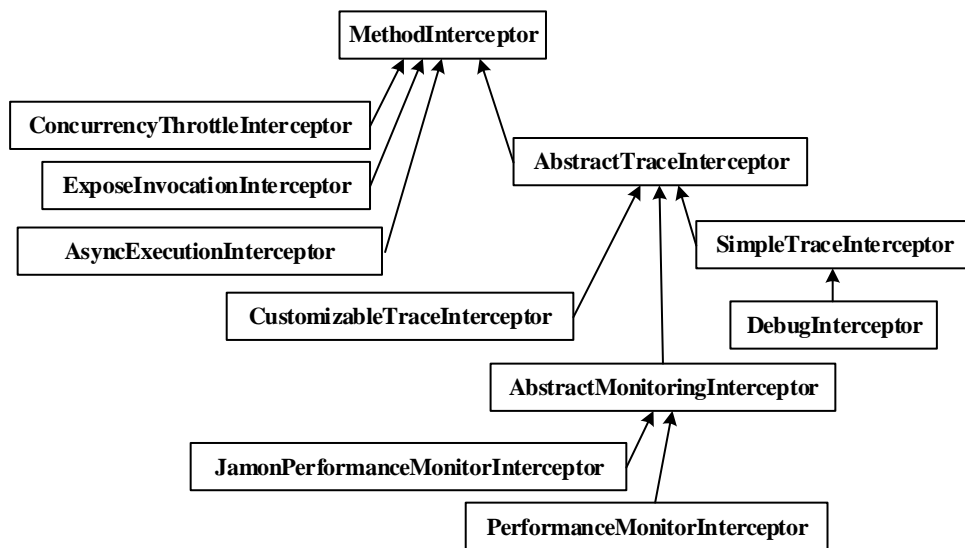 MethodInterceptor
ConcurrencyThrottleInterceptor
AbstractTraceInterceptor
ExposeInvocationInterceptor
AsyncExecutionInterceptor
SimpleTraceInterceptor
CustomizableTraceInterceptor
DebugInterceptor
AbstractMonitoringInterceptor
JamonPerformanceMonitorInterceptor
PerformanceMonitorInterceptor